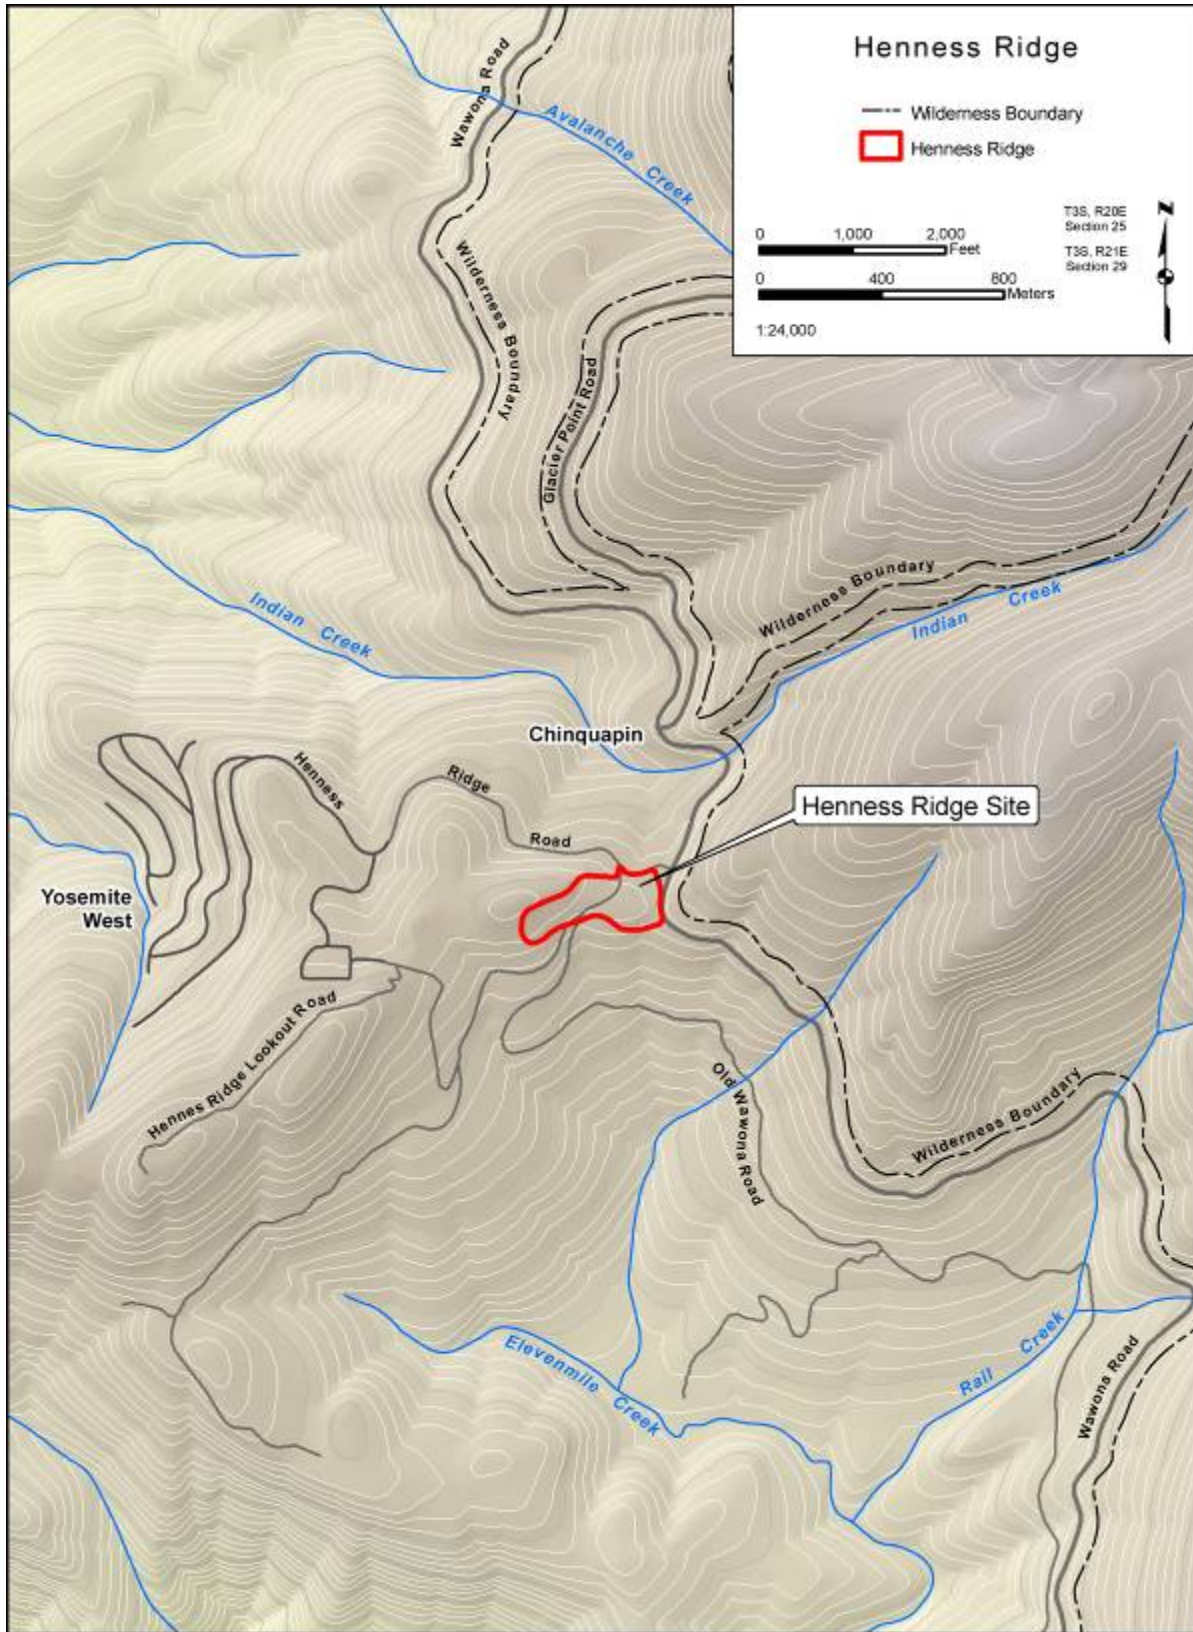 Henness Ridge
Wilderness Boundary
Henness Ridge
T3S, R20E
Section 25
T3S, R21E
Section 29
N
0 1,000 2,000
Feet
0 400 800
Meters
1:24,000
Wawona Road
Avalanche Creek
Wilderness Boundary
Glacier Point Road
Wilderness Boundary
Indian Creek
Indian Creek
Chinquapin
Henness Ridge Road
Henness Ridge Site
Yosemite
West
Hennes Ridge Lookout Road
Old Wawona Road
Wilderness Boundary
Elevenmile Creek
Rail Creek
Wawona Road